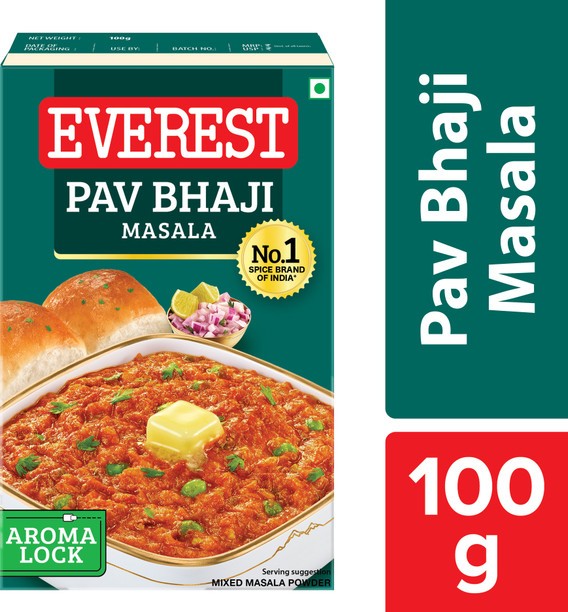 NET WEIGHT : 100g
DATE OF PACKAGING : USE BY: BATCH NO.: MRP: ₹ USP : ₹
EVEREST
PAV BHAJI
MASALA
No.1
SPICE BRAND
OF INDIA*
AROMA
LOCK
Serving suggestion
MIXED MASALA POWDER
Pav Bhaji
Masala
100
g